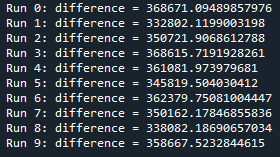 Run 0: difference = 368671.09489857976
Run 1: difference = 332802.1199003198
Run 2: difference = 350721.9068612788
Run 3: difference = 368615.7191928261
Run 4: difference = 361081.973979681
Run 5: difference = 345819.504030412
Run 6: difference = 362379.75081004447
Run 7: difference = 350162.17846855836
Run 8: difference = 338082.18690657034
Run 9: difference = 358667.5232844615